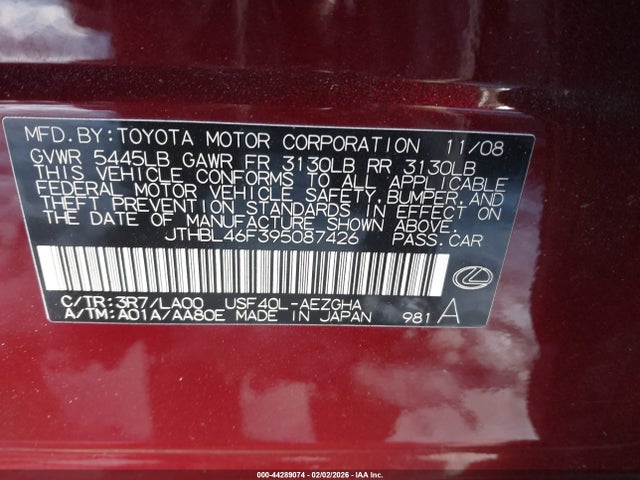 MFD.BY:TOYOTA MOTOR CORPORATION 11/08
GVWR 5445LB GAWR FR 3130LB RR 3130LB
THIS VEHICLE CONFORMS TO ALL APPLICABLE
FEDERAL MOTOR VEHICLE SAFETY,BUMPER,AND
THEFT PREVENTION STANDARDS IN EFFECT ON
THE DATE OF MANUFACTURE SHOWN ABOVE.
JTHBL46F395087426 PASS.CAR
C/TR:3R7/LA00 USF40L-AEZGHA
A/TM:A01A/AA80E MADE IN JAPAN 981 A
000-44289074 | 02/02/2026 - IAA Inc.